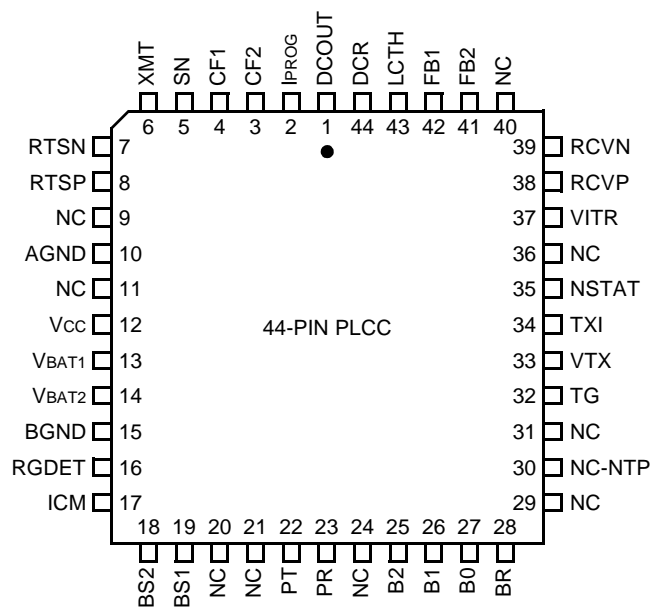 XMT SN CF1 CF2 IPROG DCOUT DCR LCTH FB1 FB2 NC
6 5 4 3 2 1 44 43 42 41 40
RTSN 7 39 RCVN
RTSP 8 38 RCVP
NC 9 37 VITR
AGND 10 36 NC
NC 11 35 NSTAT
VCC 12 44-PIN PLCC 34 TXI
VBAT1 13 33 VTX
VBAT2 14 32 TG
BGND 15 31 NC
RGDET 16 30 NC-NTP
ICM 17 29 NC
18 19 20 21 22 23 24 25 26 27 28
BS2 BS1 NC NC PT PR NC B2 B1 B0 BR